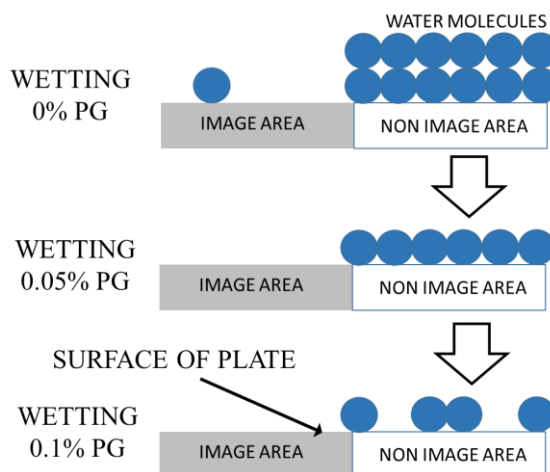 WATER MOLECULES
WETTING
0% PG
IMAGE AREA
NON IMAGE AREA
WETTING
0.05% PG
IMAGE AREA
NON IMAGE AREA
SURFACE OF PLATE
WETTING
0.1% PG
IMAGE AREA
NON IMAGE AREA